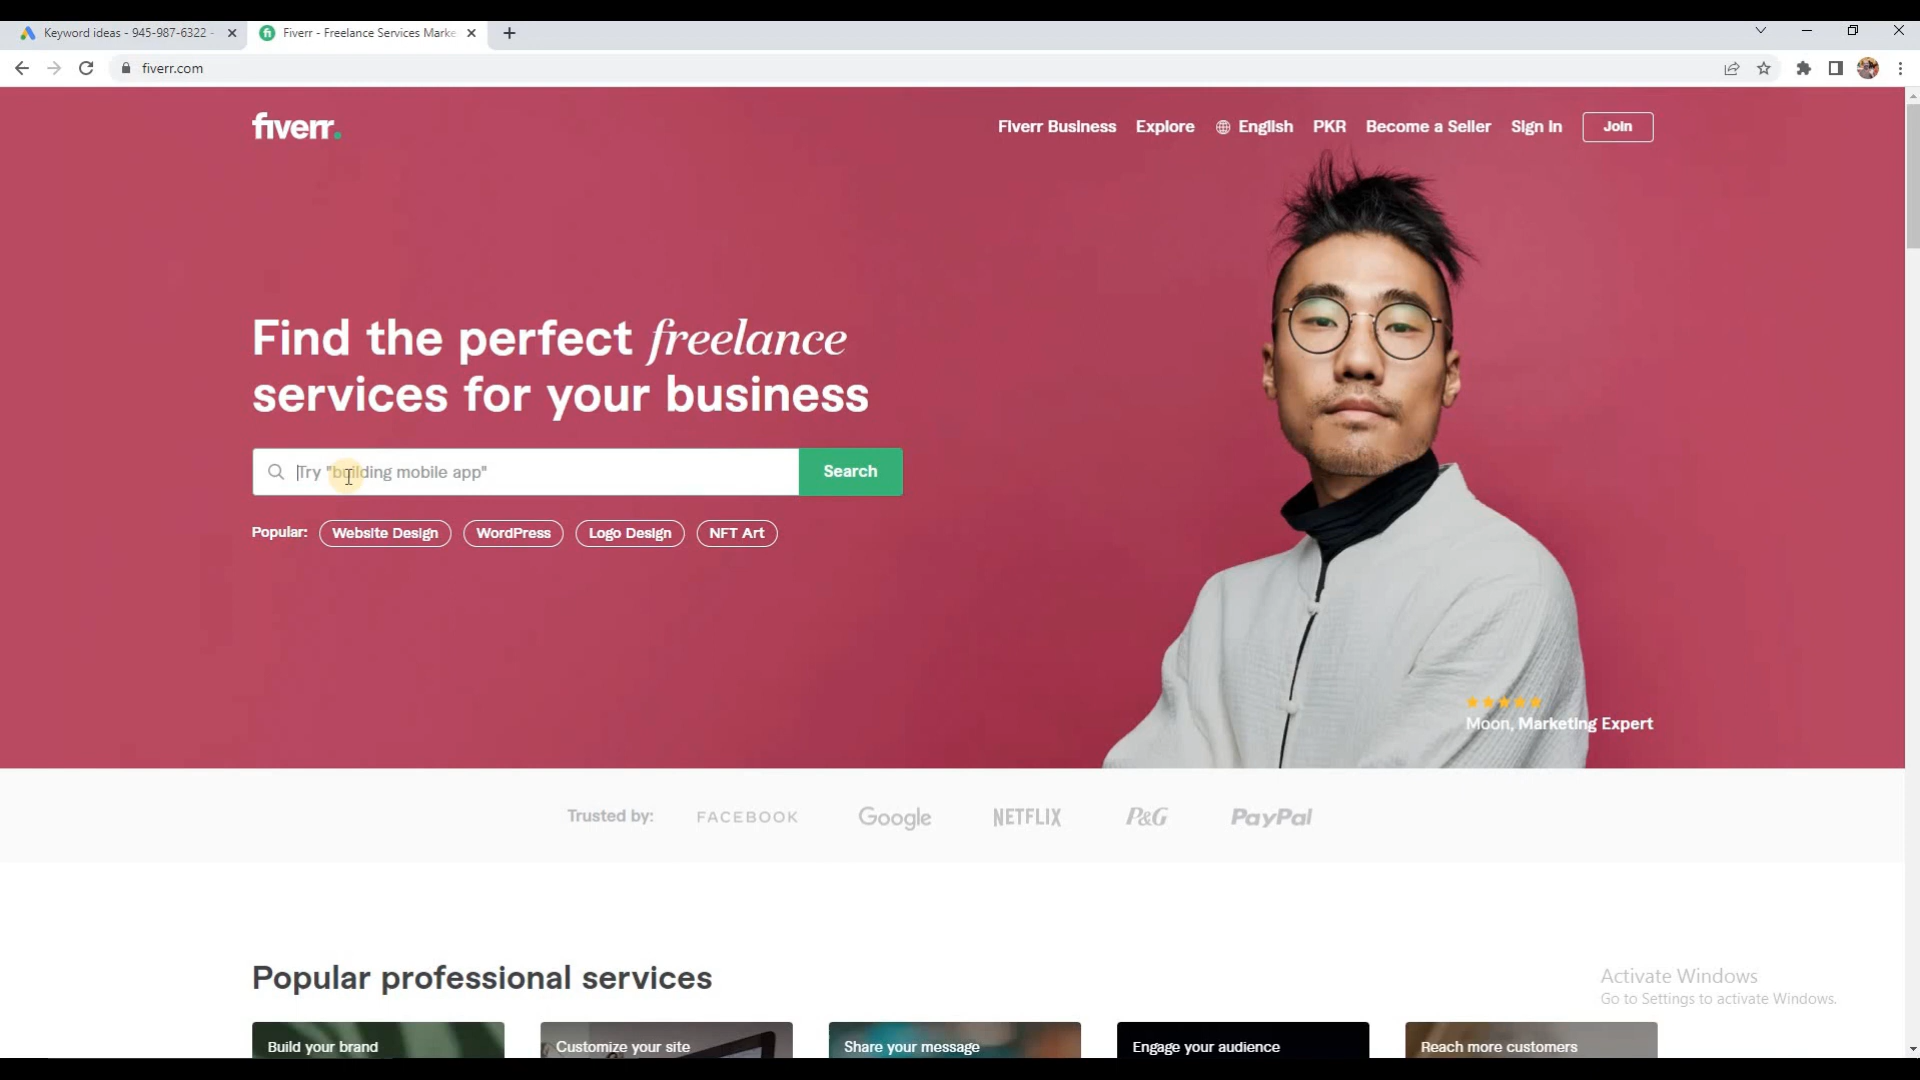 Keyword ideas - 945-987-6322 -
Fiverr - Freelance Services Marke
fiverr.com
fiverr.
Fiverr Business
Explore
English
PKR
Become a Seller
Sign In
Join
Find the perfect freelance
services for your business
Try "building mobile app"
Search
Popular:
Website Design
WordPress
Logo Design
NFT Art
Moon, Marketing Expert
Trusted by:
FACEBOOK
Google
NETFLIX
P&G
PayPal
Popular professional services
Activate Windows
Go to Settings to activate Windows.
Build your brand
Customize your site
Share your message
Engage your audience
Reach more customers